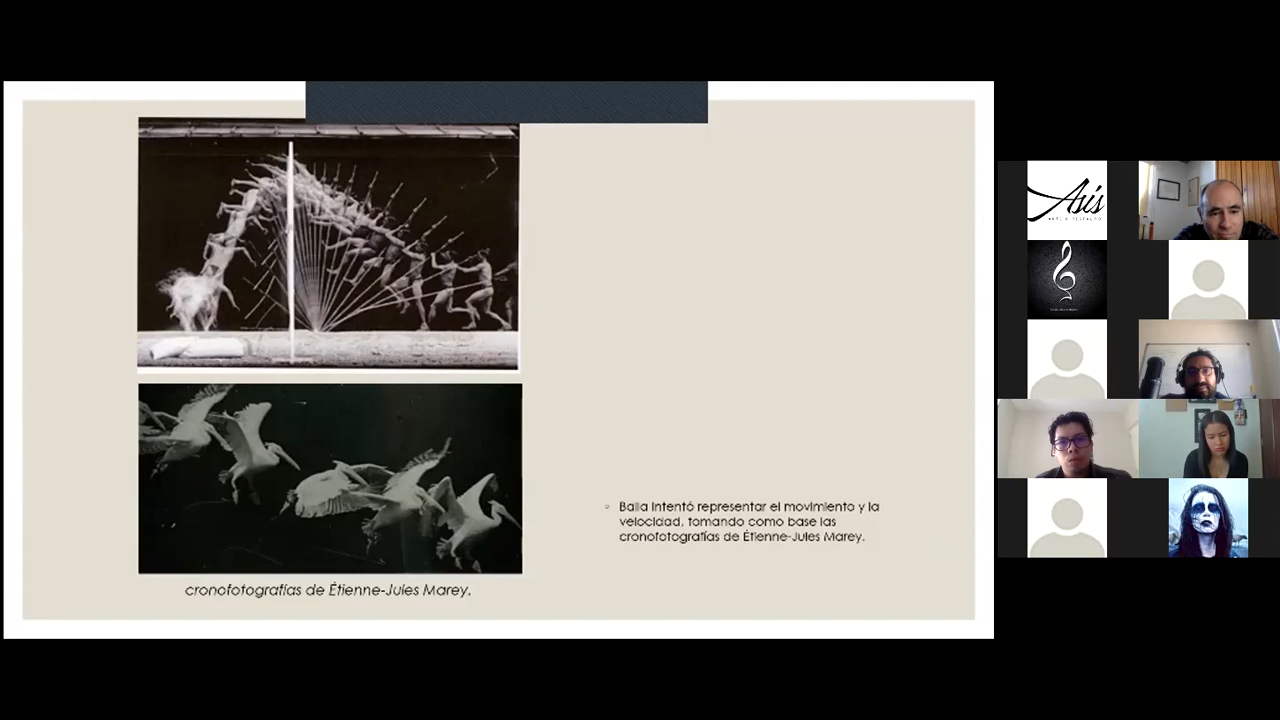 cronofotografías de Étienne-Jules Marey.
Balla Intentó representar el movimiento y la
velocidad, tomando como base las
cronofotografías de Étienne-Jules Marey.
Asís